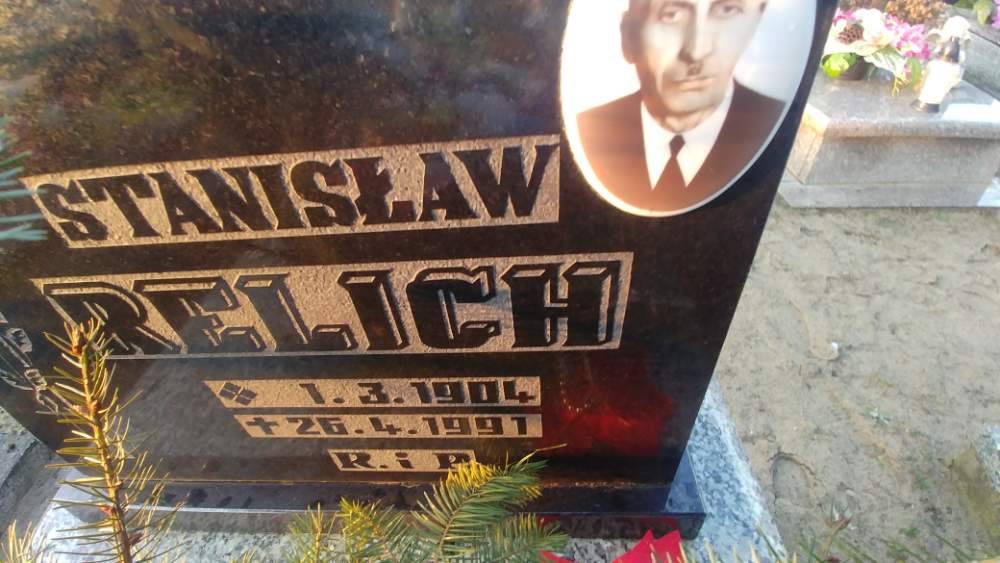 STANISŁAW
RELICH
1.3.1904
+ 26.4.1991
R.i P.